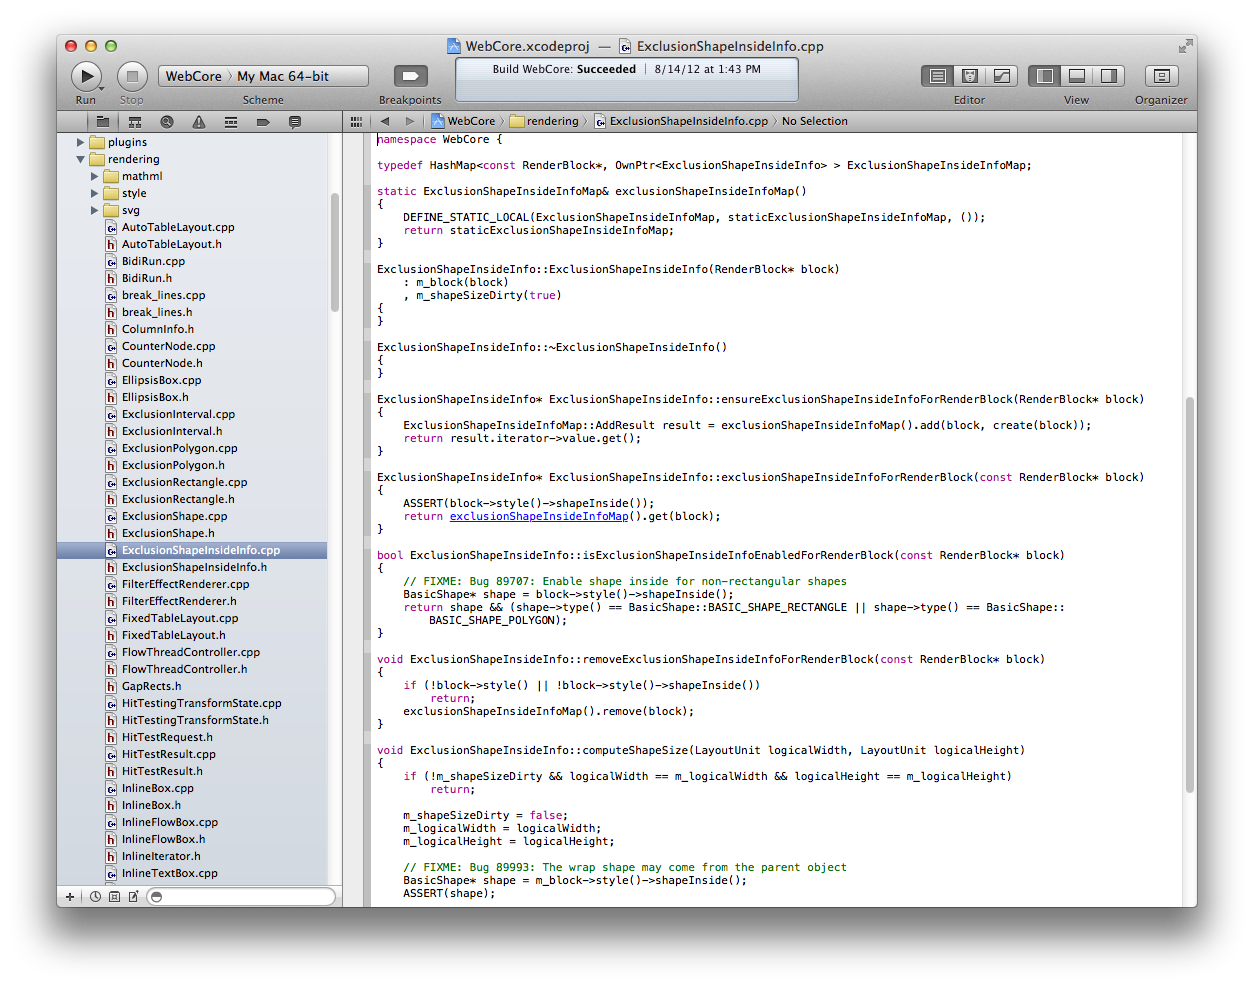 WebCore.xcodeproj — ExclusionShapeInsideInfo.cpp
WebCore 〉 My Mac 64-bit
Build WebCore: Succeeded | 8/14/12 at 1:43 PM
Run Stop Scheme Breakpoints Editor View Organizer
WebCore 〉 rendering 〉 ExclusionShapeInsideInfo.cpp 〉 No Selection
plugins
rendering
mathml
style
svg
AutoTableLayout.cpp
AutoTableLayout.h
BidiRun.cpp
BidiRun.h
break_lines.cpp
break_lines.h
ColumnInfo.h
CounterNode.cpp
CounterNode.h
EllipsisBox.cpp
EllipsisBox.h
ExclusionInterval.cpp
ExclusionInterval.h
ExclusionPolygon.cpp
ExclusionPolygon.h
ExclusionRectangle.cpp
ExclusionRectangle.h
ExclusionShape.cpp
ExclusionShape.h
ExclusionShapeInsideInfo.cpp
ExclusionShapeInsideInfo.h
FilterEffectRenderer.cpp
FilterEffectRenderer.h
FixedTableLayout.cpp
FixedTableLayout.h
FlowThreadController.cpp
FlowThreadController.h
GapRects.h
HitTestingTransformState.cpp
HitTestingTransformState.h
HitTestRequest.h
HitTestResult.cpp
HitTestResult.h
InlineBox.cpp
InlineBox.h
InlineFlowBox.cpp
InlineFlowBox.h
InlineIterator.h
InlineTextBox.cpp
namespace WebCore {
typedef HashMap<const RenderBlock*, OwnPtr<ExclusionShapeInsideInfo> > ExclusionShapeInsideInfoMap;
static ExclusionShapeInsideInfoMap& exclusionShapeInsideInfoMap()
{
    DEFINE_STATIC_LOCAL(ExclusionShapeInsideInfoMap, staticExclusionShapeInsideInfoMap, ());
    return staticExclusionShapeInsideInfoMap;
}
ExclusionShapeInsideInfo::ExclusionShapeInsideInfo(RenderBlock* block)
    : m_block(block)
    , m_shapeSizeDirty(true)
{
}
ExclusionShapeInsideInfo::~ExclusionShapeInsideInfo()
{
}
ExclusionShapeInsideInfo* ExclusionShapeInsideInfo::ensureExclusionShapeInsideInfoForRenderBlock(RenderBlock* block)
{
    ExclusionShapeInsideInfoMap::AddResult result = exclusionShapeInsideInfoMap().add(block, create(block));
    return result.iterator->value.get();
}
ExclusionShapeInsideInfo* ExclusionShapeInsideInfo::exclusionShapeInsideInfoForRenderBlock(const RenderBlock* block)
{
    ASSERT(block->style()->shapeInside());
    return exclusionShapeInsideInfoMap().get(block);
}
bool ExclusionShapeInsideInfo::isExclusionShapeInsideInfoEnabledForRenderBlock(const RenderBlock* block)
{
    // FIXME: Bug 89707: Enable shape inside for non-rectangular shapes
    BasicShape* shape = block->style()->shapeInside();
    return shape && (shape->type() == BasicShape::BASIC_SHAPE_RECTANGLE || shape->type() == BasicShape::
        BASIC_SHAPE_POLYGON);
}
void ExclusionShapeInsideInfo::removeExclusionShapeInsideInfoForRenderBlock(const RenderBlock* block)
{
    if (!block->style() || !block->style()->shapeInside())
        return;
    exclusionShapeInsideInfoMap().remove(block);
}
void ExclusionShapeInsideInfo::computeShapeSize(LayoutUnit logicalWidth, LayoutUnit logicalHeight)
{
    if (!m_shapeSizeDirty && logicalWidth == m_logicalWidth && logicalHeight == m_logicalHeight)
        return;
    m_shapeSizeDirty = false;
    m_logicalWidth = logicalWidth;
    m_logicalHeight = logicalHeight;
    // FIXME: Bug 89993: The wrap shape may come from the parent object
    BasicShape* shape = m_block->style()->shapeInside();
    ASSERT(shape);